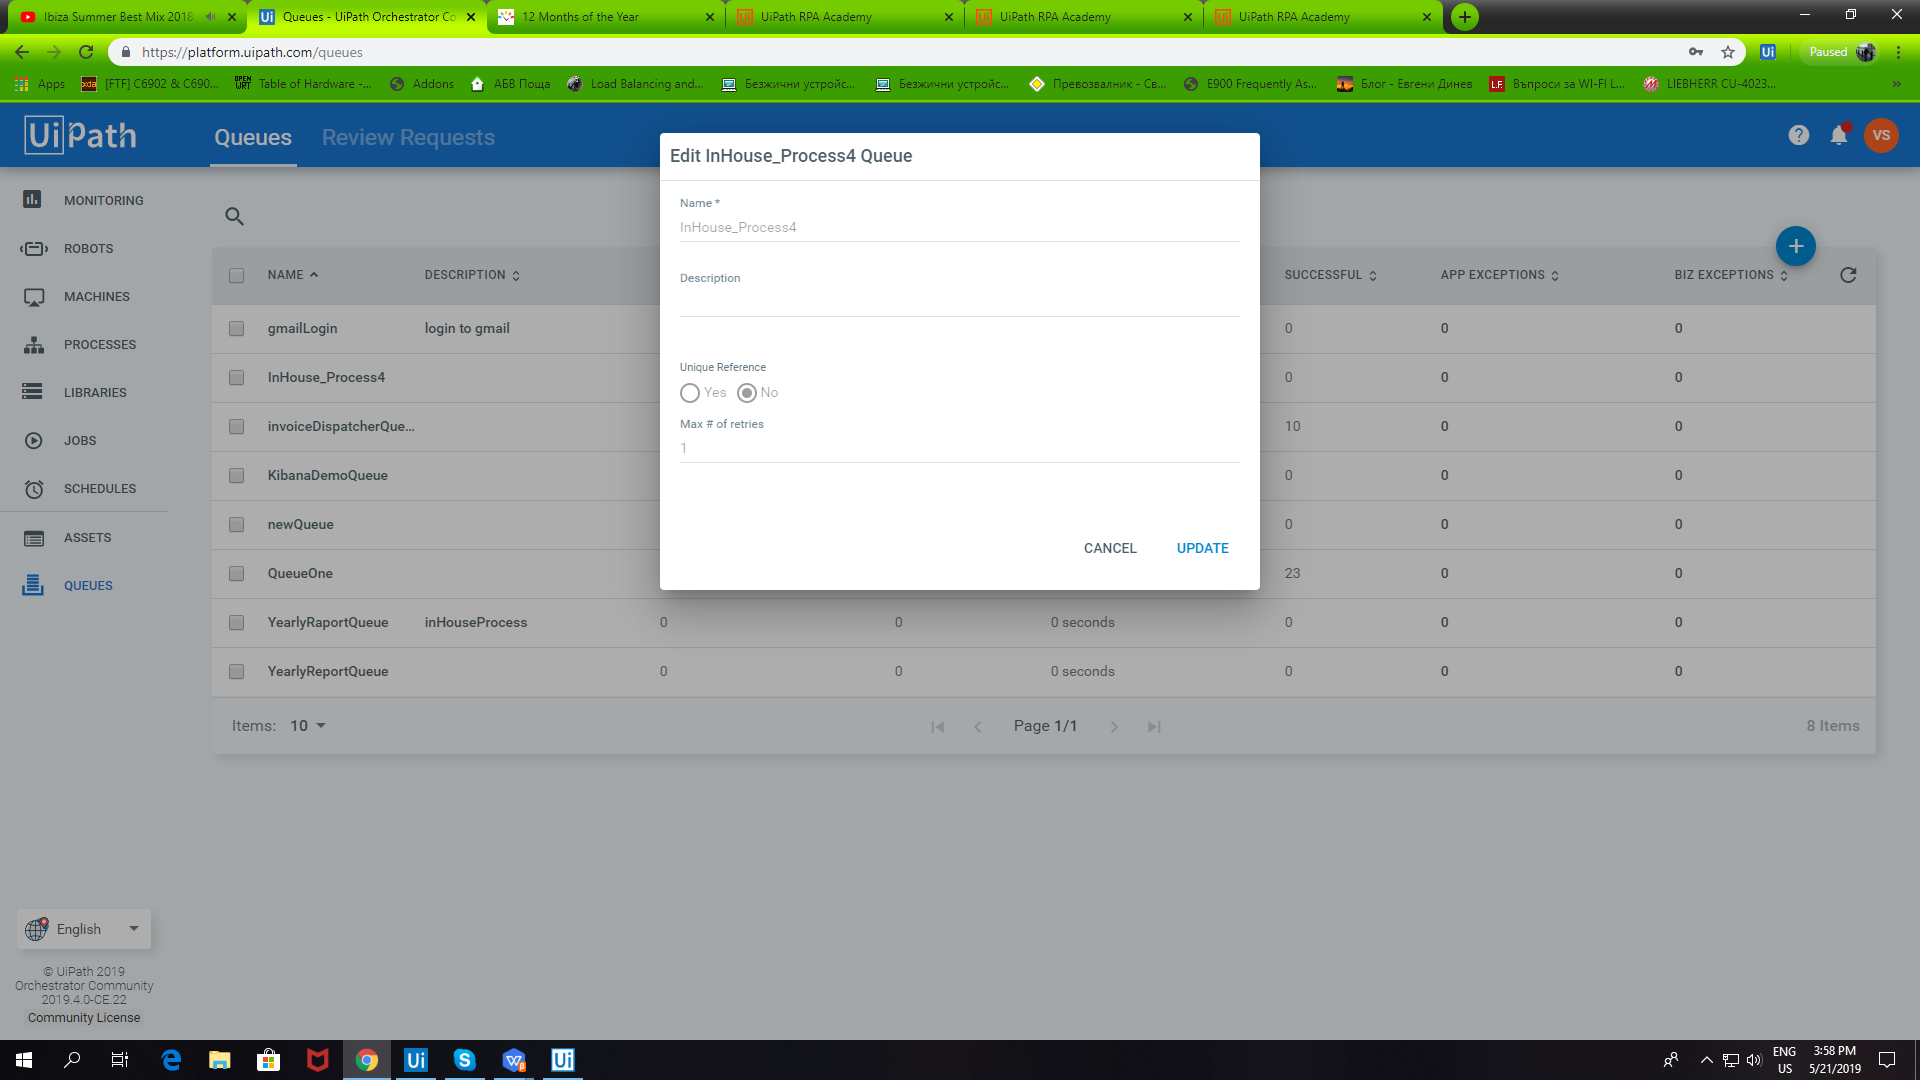 Ibiza Summer Best Mix 2018
Queues - UiPath Orchestrator Co
12 Months of the Year
UiPath RPA Academy
UiPath RPA Academy
UiPath RPA Academy
https://platform.uipath.com/queues
Paused
Apps
[FTF] C6902 & C690...
Table of Hardware -...
Addons
АБВ Поща
Load Balancing and...
Безжични устройс...
Безжични устройс...
Превозвалник - Св...
E900 Frequently As...
Блог - Евгени Динев
Въпроси за WI-FI L...
LIEBHERR CU-4023...
UiPath
Queues
Review Requests
VS
MONITORING
ROBOTS
MACHINES
PROCESSES
LIBRARIES
JOBS
SCHEDULES
ASSETS
QUEUES
Edit InHouse_Process4 Queue
Name *
InHouse_Process4
Description
Unique Reference
Yes No
Max # of retries
1
CANCEL UPDATE
NAME DESCRIPTION SUCCESSFUL APP EXCEPTIONS BIZ EXCEPTIONS
gmailLogin login to gmail 0 0 0
InHouse_Process4 0 0 0
invoiceDispatcherQue... 10 0 0
KibanaDemoQueue 0 0 0
newQueue 0 0 0
QueueOne 23 0 0
YearlyRaportQueue inHouseProcess 0 0 0 seconds 0 0 0
YearlyReportQueue 0 0 0 seconds 0 0 0
Items: 10 Page 1/1 8 Items
English
© UiPath 2019
Orchestrator Community
2019.4.0-CE.22
Community License
ENG
US
3:58 PM
5/21/2019